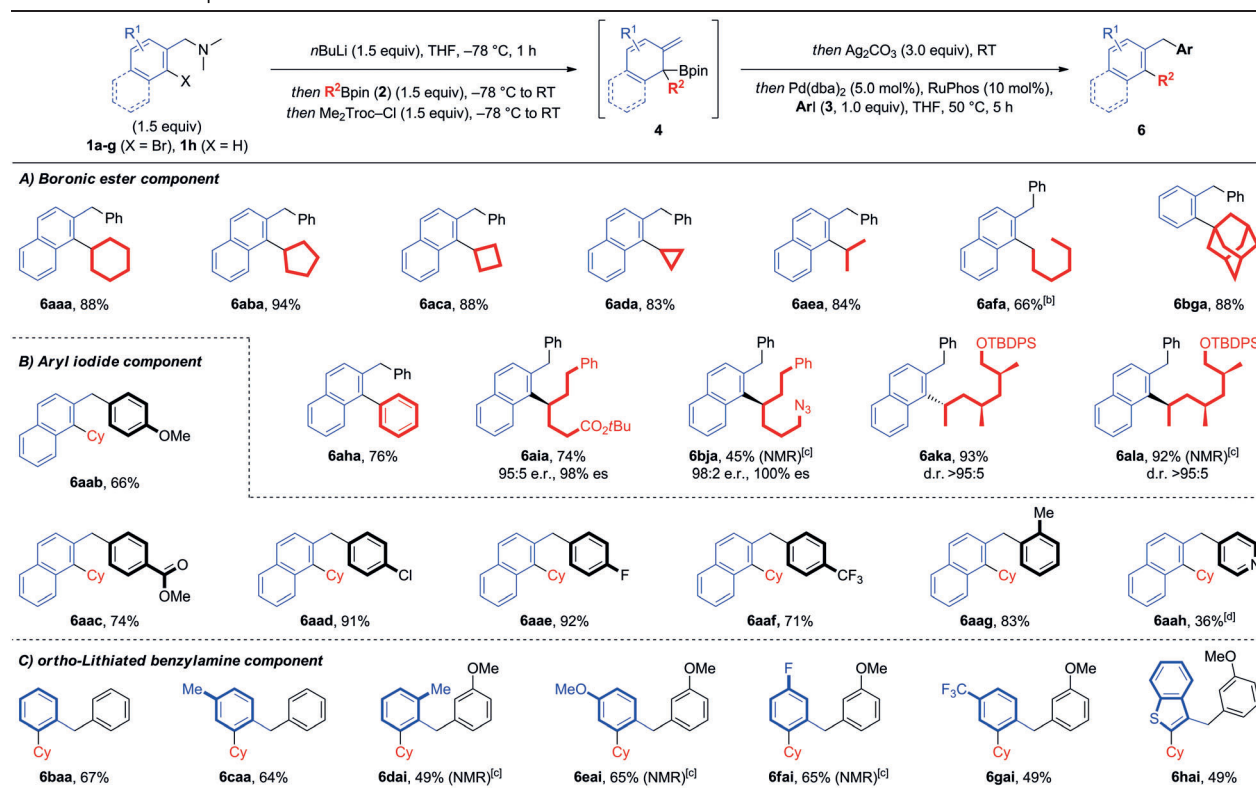 R1
N
X
(1.5 equiv)
1a-g (X = Br), 1h (X = H)
nBuLi (1.5 equiv), THF, –78 °C, 1 h
then R2Bpin (2) (1.5 equiv), –78 °C to RT
then Me2Troc–Cl (1.5 equiv), –78 °C to RT
R1
Bpin
R2
4
then Ag2CO3 (3.0 equiv), RT
then Pd(dba)2 (5.0 mol%), RuPhos (10 mol%),
ArI (3, 1.0 equiv), THF, 50 °C, 5 h
R1
Ar
R2
6
A) Boronic ester component
Ph Ph Ph Ph Ph Ph Ph
6aaa, 88% 6aba, 94% 6aca, 88% 6ada, 83% 6aea, 84% 6afa, 66%[b] 6bga, 88%
B) Aryl iodide component
Cy OMe
6aab, 66%
Ph
6aha, 76%
Ph Ph CO2tBu
6aia, 74%
95:5 e.r., 98% es
Ph Ph N3
6bja, 45% (NMR)[c]
98:2 e.r., 100% es
Ph OTBDPS
6aka, 93%
d.r. >95:5
Ph OTBDPS
6ala, 92% (NMR)[c]
d.r. >95:5
Cy O OMe
6aac, 74%
Cy Cl
6aad, 91%
Cy F
6aae, 92%
Cy CF3
6aaf, 71%
Me Cy
6aag, 83%
Cy N
6aah, 36%[d]
C) ortho-Lithiated benzylamine component
Cy
6baa, 67%
Me Cy
6caa, 64%
Me OMe Cy
6dai, 49% (NMR)[c]
MeO OMe Cy
6eai, 65% (NMR)[c]
F OMe Cy
6fai, 65% (NMR)[c]
F3C OMe Cy
6gai, 49%
MeO S Cy
6hai, 49%